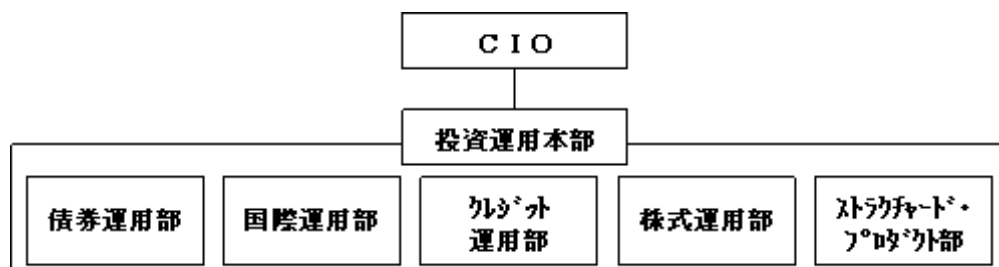 ＣＩＯ
投資運用本部
債券運用部
国際運用部
ｸﾚｼﾞｯﾄ
運用部
株式運用部
ｽﾄﾗｸﾁｬｰﾄﾞ・
ﾌﾟﾛﾀﾞｸﾄ部